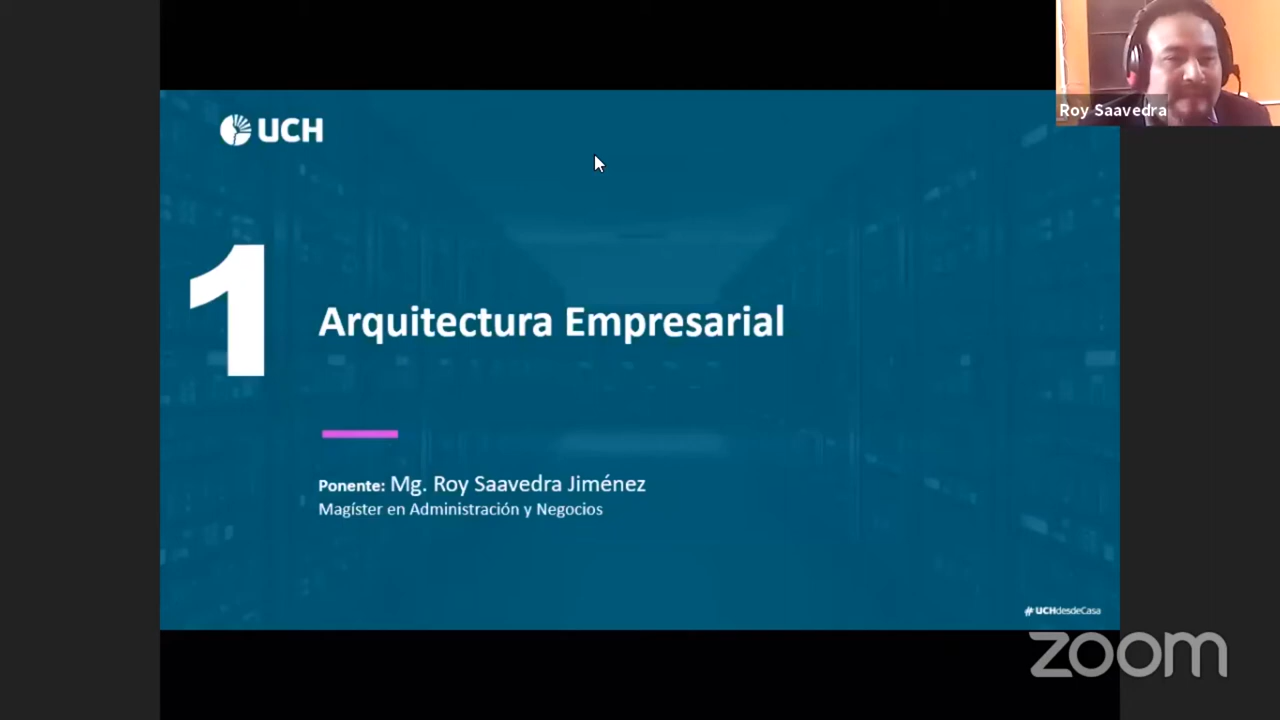 UCH
Roy Saavedra
1
Arquitectura Empresarial
Ponente: Mg. Roy Saavedra Jiménez
Magíster en Administración y Negocios
#UCHdesdeCasa
zoom